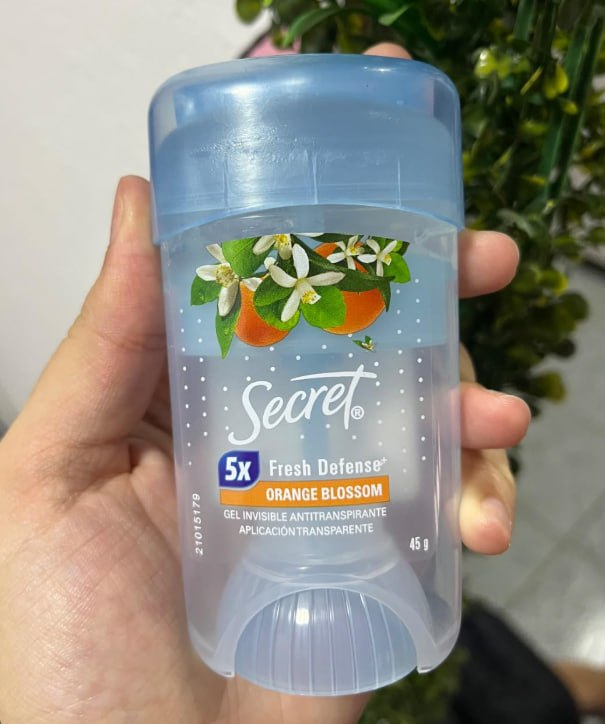 Secret®
5x Fresh Defense+
ORANGE BLOSSOM
GEL INVISIBLE ANTITRANSPIRANTE
APLICACIÓN TRANSPARENTE
45 g
21015179